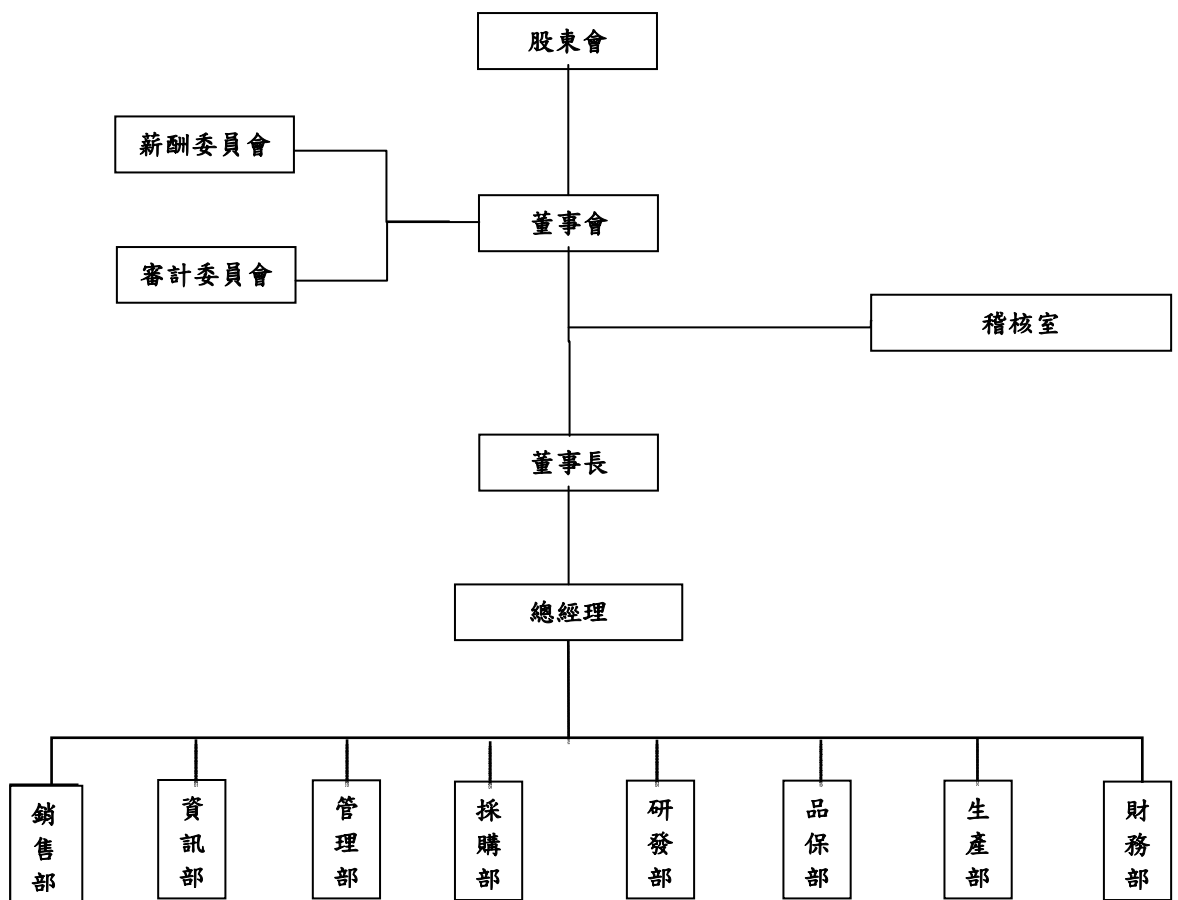 股東會
薪酬委員會
董事會
審計委員會
稽核室
董事長
總經理
銷售部
資訊部
管理部
採購部
研發部
品保部
生產部
財務部